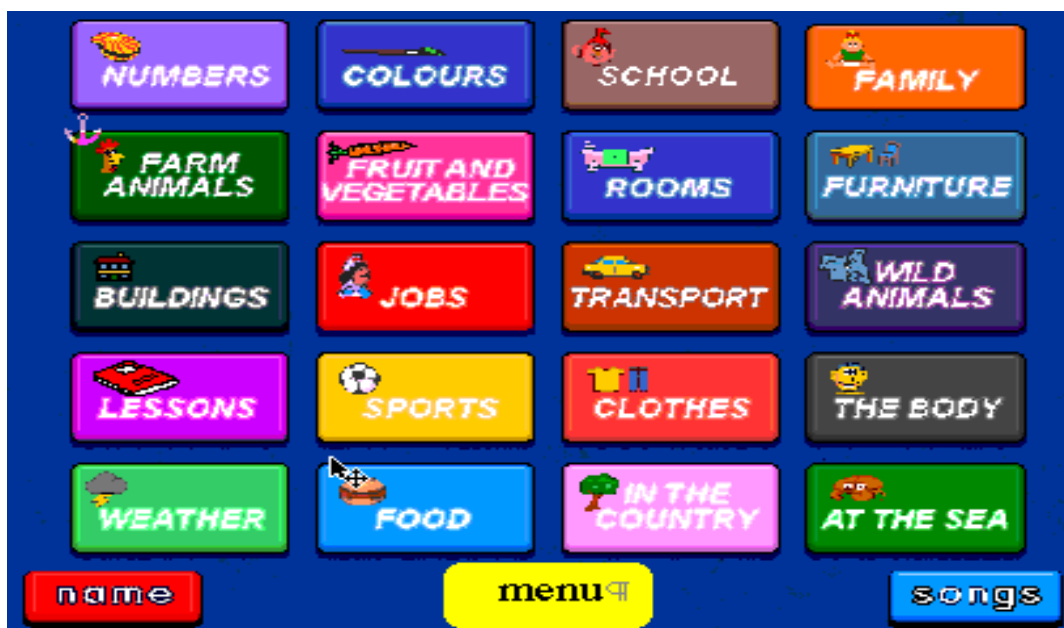 NUMBERS
COLOURS
SCHOOL
FAMILY
FARM
ANIMALS
FRUIT AND
VEGETABLES
ROOMS
FURNITURE
BUILDINGS
JOBS
TRANSPORT
WILD
ANIMALS
LESSONS
SPORTS
CLOTHES
THE BODY
WEATHER
FOOD
IN THE
COUNTRY
AT THE SEA
name
menu¶
songs